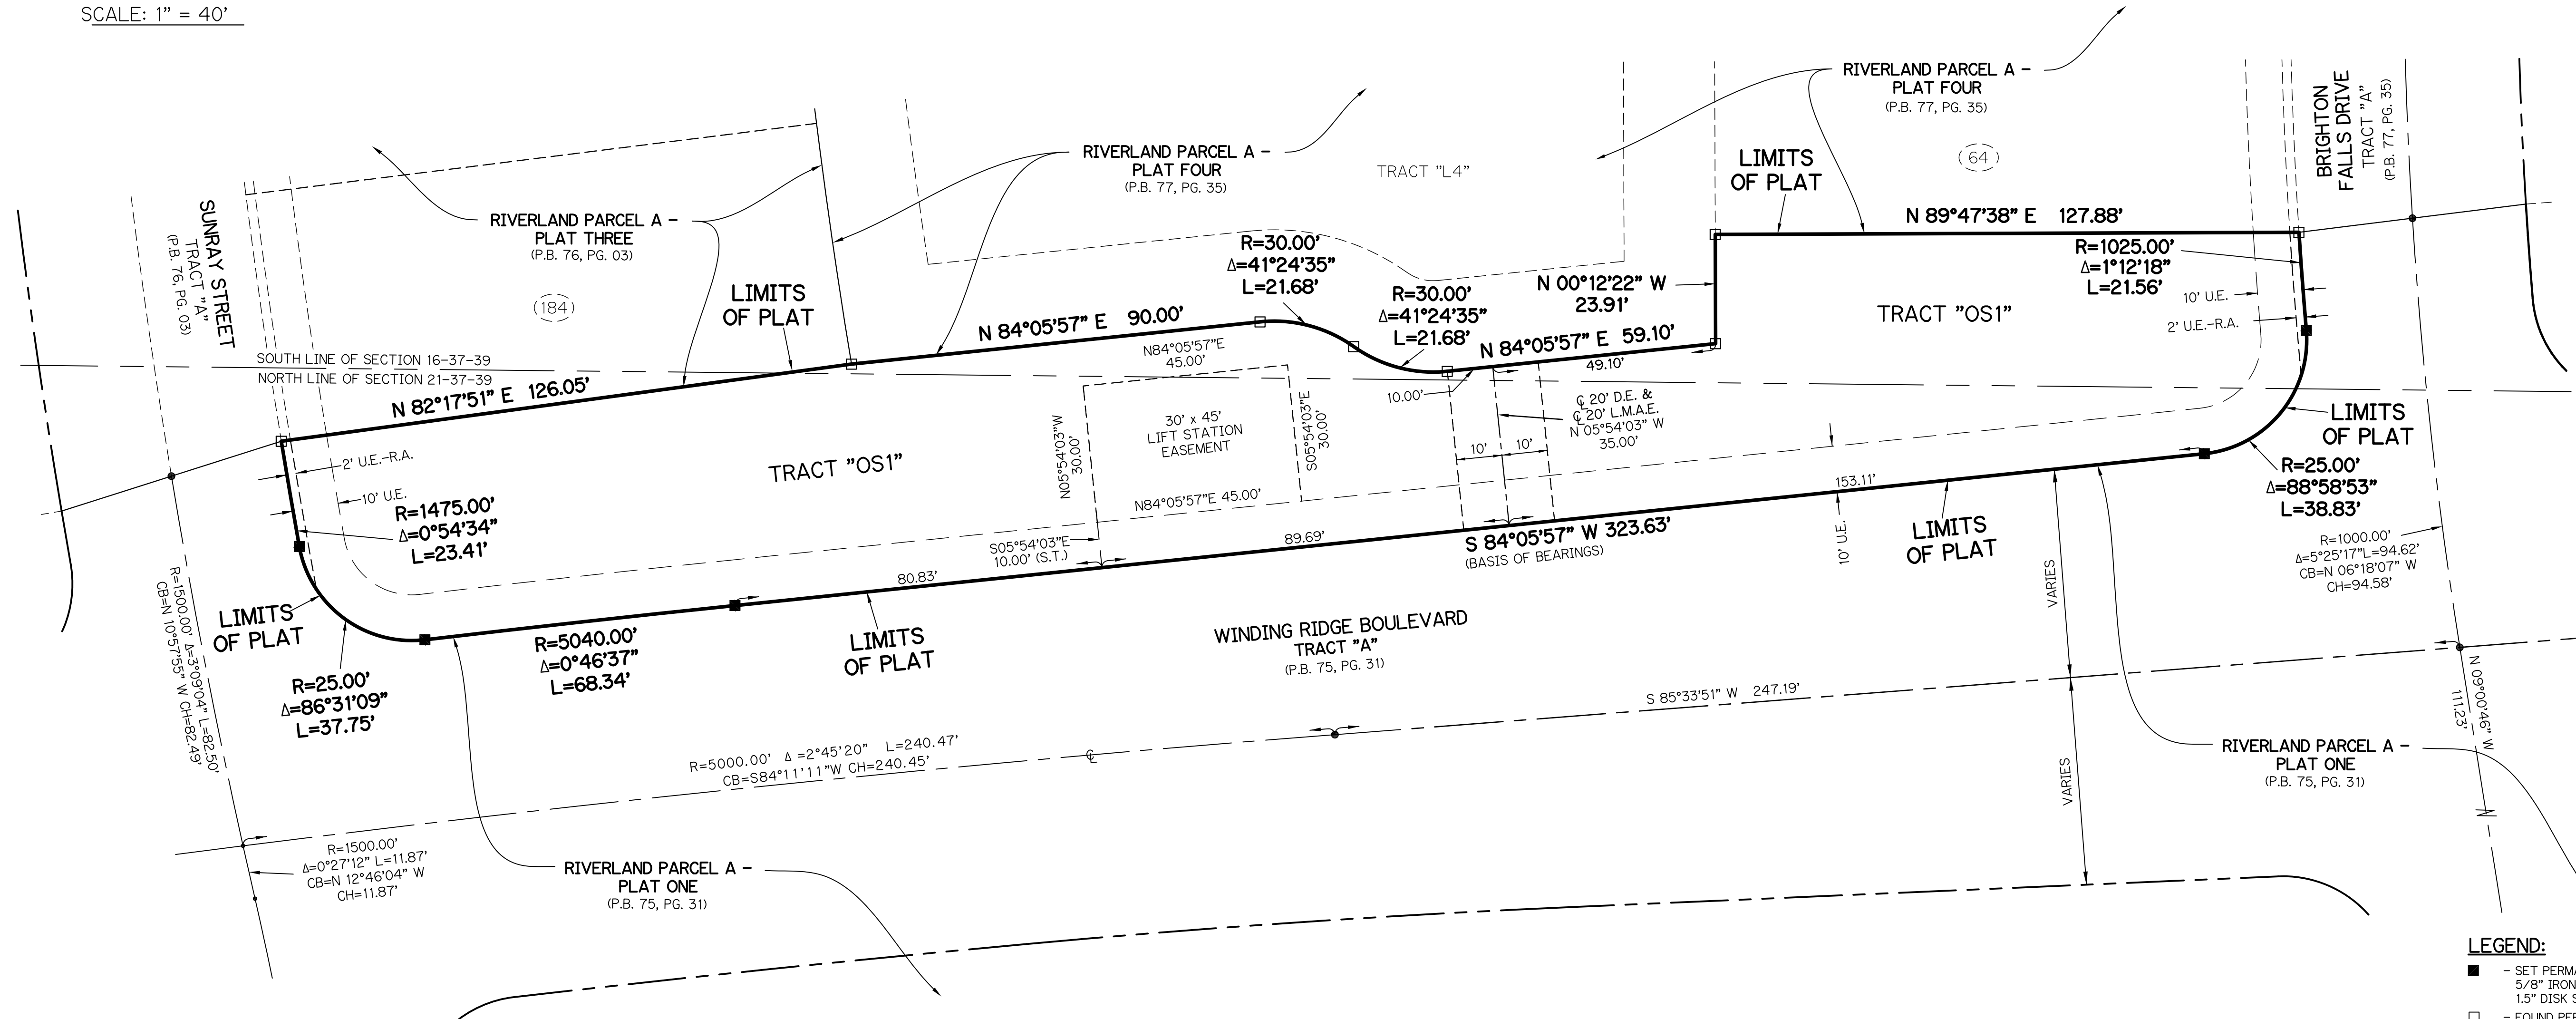 SCALE: 1" = 40'
SUNRAY STREET
TRACT "A"
(P.B. 76, PG. 03)
RIVERLAND PARCEL A -
PLAT THREE
(P.B. 76, PG. 03)
(184)
LIMITS
OF PLAT
RIVERLAND PARCEL A -
PLAT FOUR
(P.B. 77, PG. 35)
TRACT "L4"
RIVERLAND PARCEL A -
PLAT FOUR
(P.B. 77, PG. 35)
(64)
LIMITS
OF PLAT
BRIGHTON
FALLS DRIVE
TRACT "A"
(P.B. 77, PG. 35)
N 89°47'38" E 127.88'
R=1025.00'
Δ=1°12'18"
L=21.56'
10' U.E.
2' U.E.-R.A.
TRACT "OS1"
N 00°12'22" W
23.91'
R=30.00'
Δ=41°24'35"
L=21.68'
R=30.00'
Δ=41°24'35"
L=21.68'
N 84°05'57" E 59.10'
49.10'
10.00'
N 84°05'57" E 90.00'
N84°05'57"E
45.00'
SOUTH LINE OF SECTION 16-37-39
NORTH LINE OF SECTION 21-37-39
N 82°17'51" E 126.05'
2' U.E.-R.A.
10' U.E.
R=1475.00'
Δ=0°54'34"
L=23.41'
TRACT "OS1"
N05°54'03"W
30.00'
30' x 45'
LIFT STATION
EASEMENT
S05°54'03"E
30.00'
N84°05'57"E 45.00'
S05°54'03"E
10.00' (S.T.)
10'
10'
℄ 20' D.E. &
℄ 20' L.M.A.E.
N 05°54'03" W
35.00'
LIMITS
OF PLAT
R=25.00'
Δ=88°58'53"
L=38.83'
153.11'
10' U.E.
LIMITS
OF PLAT
VARIES
R=1000.00'
Δ=5°25'17"L=94.62'
CB=N 06°18'07" W
CH=94.58'
S 84°05'57" W 323.63'
(BASIS OF BEARINGS)
89.69'
80.83'
LIMITS
OF PLAT
R=5040.00'
Δ=0°46'37"
L=68.34'
LIMITS
OF PLAT
R=25.00'
Δ=86°31'09"
L=37.75'
R=1500.00' Δ=3°09'04" L=82.50'
CB=N 10°57'55" W CH=82.49'
WINDING RIDGE BOULEVARD
TRACT "A"
(P.B. 75, PG. 31)
S 85°33'51" W 247.19'
N 09°00'46" W
111.23'
VARIES
R=5000.00' Δ =2°45'20" L=240.47'
CB=S84°11'11"W CH=240.45'
℄
R=1500.00'
Δ=0°27'12" L=11.87'
CB=N 12°46'04" W
CH=11.87'
RIVERLAND PARCEL A -
PLAT ONE
(P.B. 75, PG. 31)
RIVERLAND PARCEL A -
PLAT ONE
(P.B. 75, PG. 31)
LEGEND:
- SET
5/8" IRON
1.5" DISK